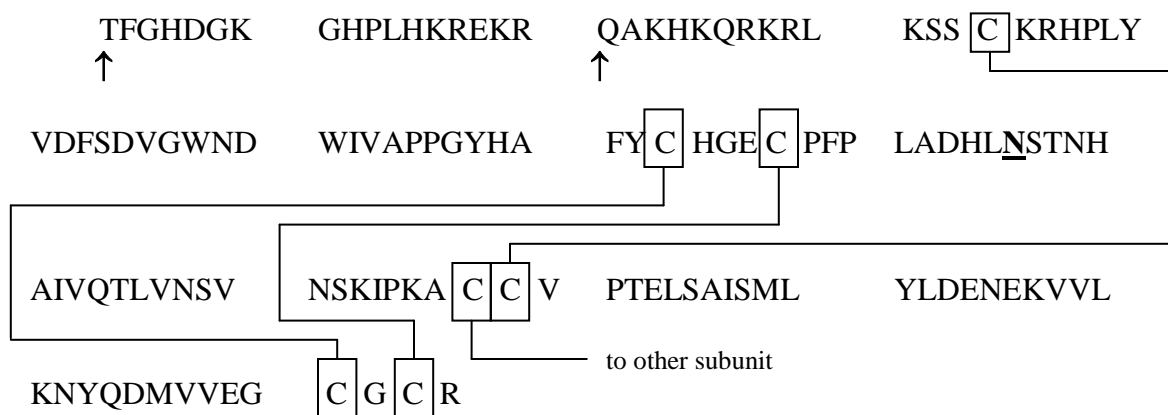 TFGHDGK GHPLHKREKR QAKHKQRKRL KSS C KRHPLY
VDFSDVGWND WIVAPPGYHA FY C HGE C PFP LADHLNSTNH
AIVQTLVNSV NSKIPKA C C V PTELSAISML YLDENEKVVL
to other subunit
KNYQDMVVEG C G C R